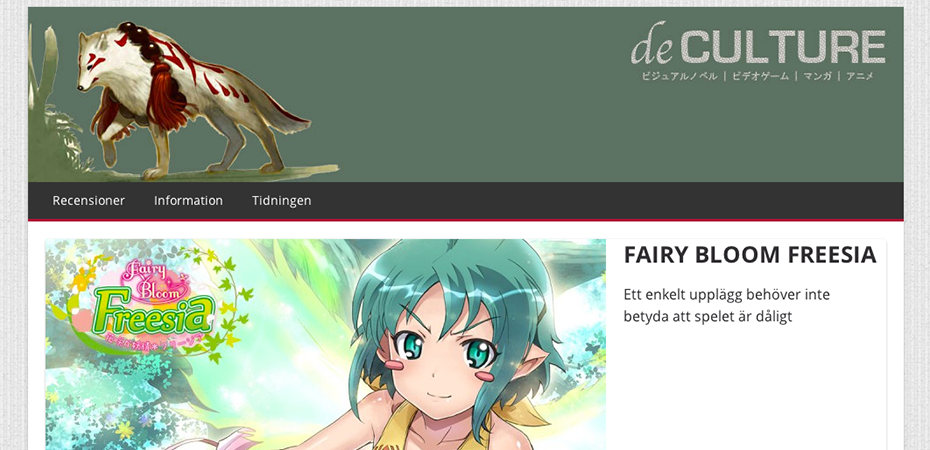 de CULTURE
ビジュアルノベル | ビデオゲーム | マンガ | アニメ
Recensioner Information Tidningen
Fairy
Bloom
Freesia
FAIRY BLOOM FREESIA
Ett enkelt upplägg behöver inte
betyda att spelet är dåligt